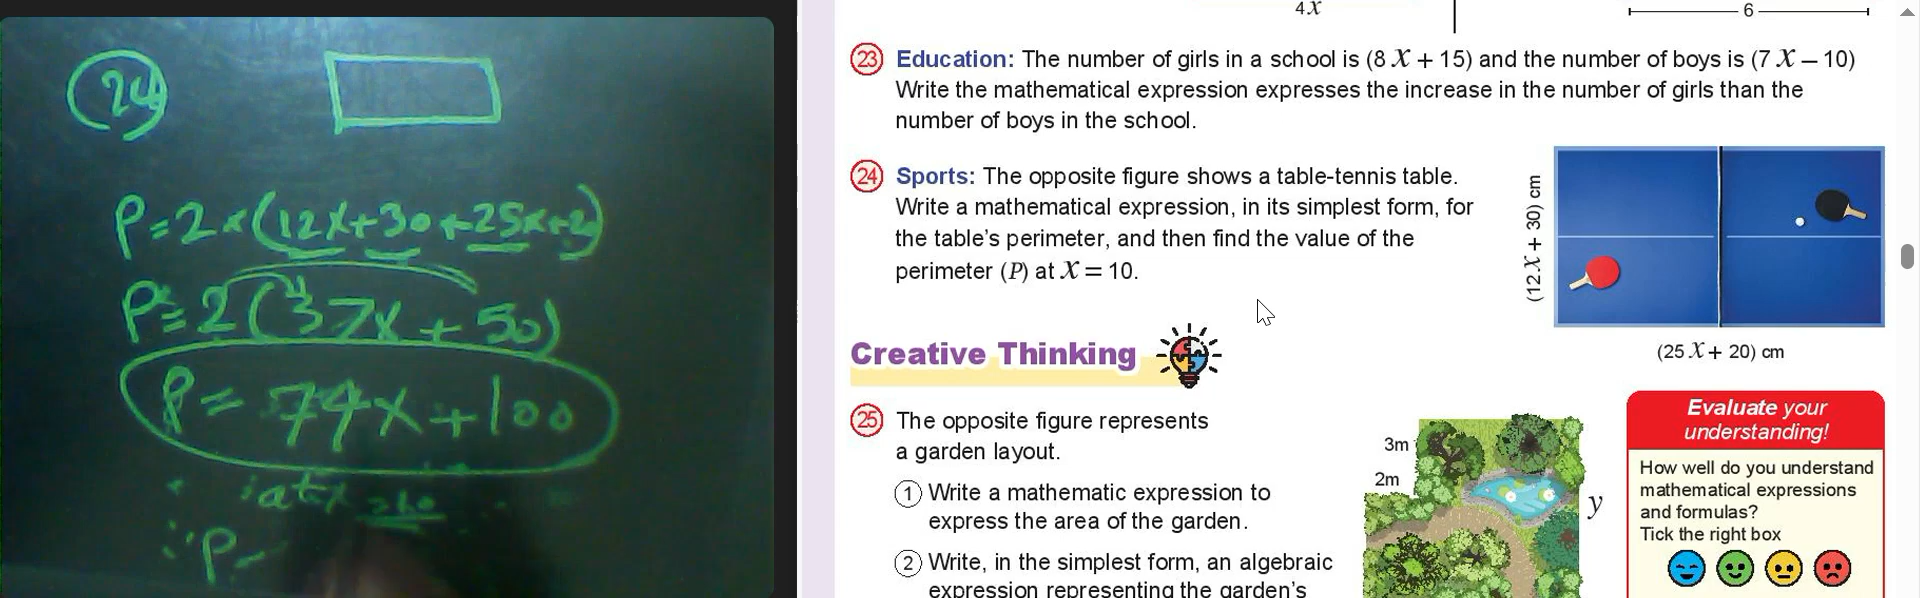 24
P=2×(12x+30+25x+20)
P=2(37x+50)
P=74x+100
at x=10
∴P=
4x
6
23 Education: The number of girls in a school is (8 x + 15) and the number of boys is (7 x – 10)
Write the mathematical expression expresses the increase in the number of girls than the
number of boys in the school.
24 Sports: The opposite figure shows a table-tennis table.
Write a mathematical expression, in its simplest form, for
the table's perimeter, and then find the value of the
perimeter (P) at x = 10.
(12x + 30) cm
(25 x + 20) cm
Creative Thinking
25 The opposite figure represents
a garden layout.
1 Write a mathematic expression to
express the area of the garden.
2 Write, in the simplest form, an algebraic
expression representing the garden's
3m
2m
y
Evaluate your
understanding!
How well do you understand
mathematical expressions
and formulas?
Tick the right box